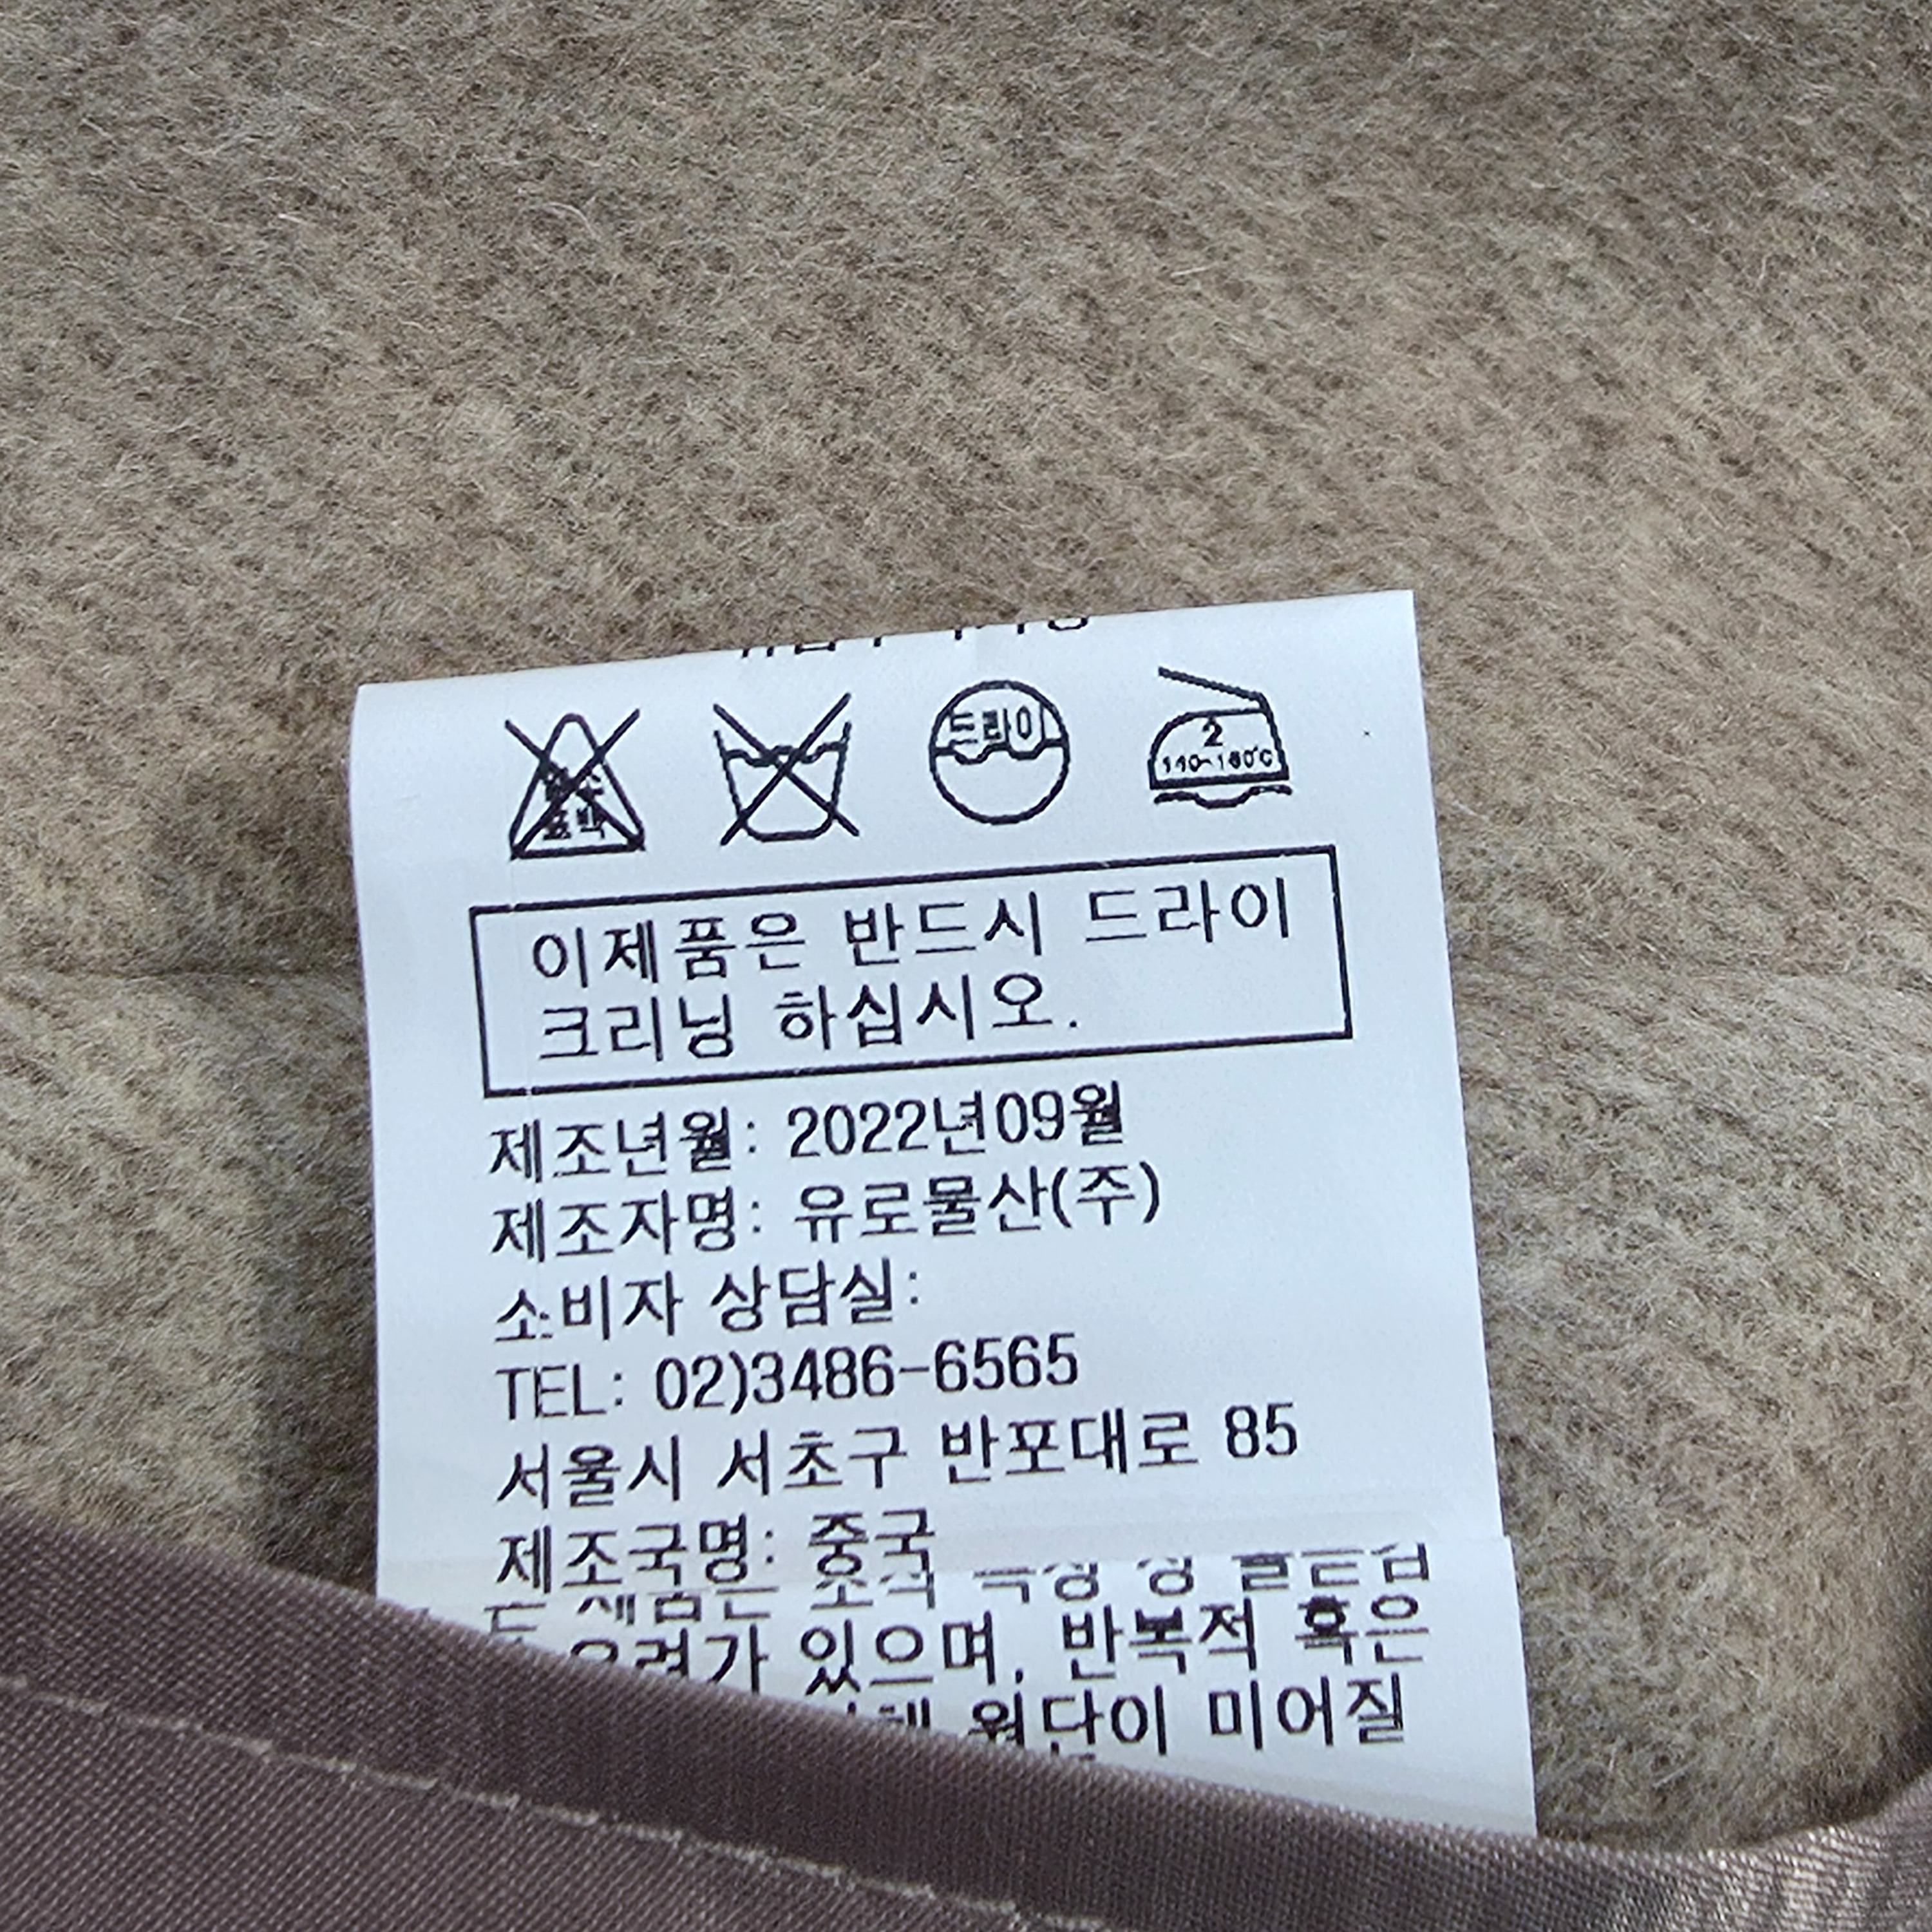 드라이
2
140~160℃
이제품은 반드시 드라이
크리닝 하십시오.
제조년월: 2022년09월
제조자명: 유로물산(주)
소비자 상담실:
TEL: 02)3486-6565
서울시 서초구 반포대로 85
제조국명: 중국
있으며, 반복적 혹은
원단이 미어질